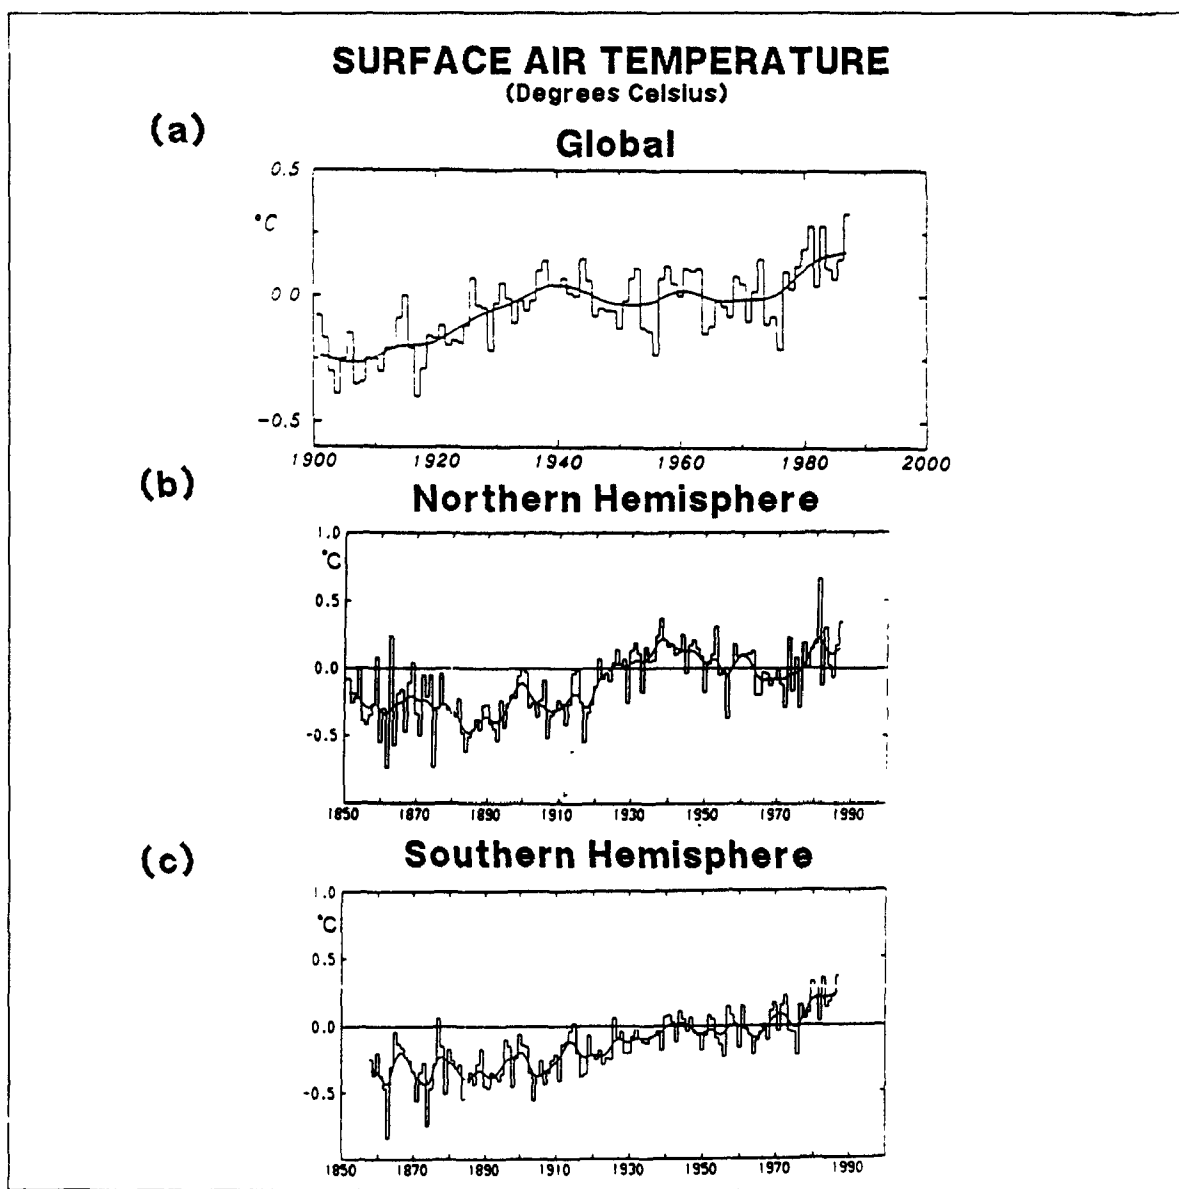 SURFACE AIR TEMPERATURE
(Degrees Celsius)
(a)
Global
0.5
°C
0.0
-0.5
1900 1920 1940 1960 1980 2000
(b)
Northern Hemisphere
1.0
°C
0.5
0.0
-0.5
1850 1870 1890 1910 1930 1950 1970 1990
(c)
Southern Hemisphere
1.0
°C
0.5
0.0
-0.5
1850 1870 1890 1910 1930 1950 1970 1990